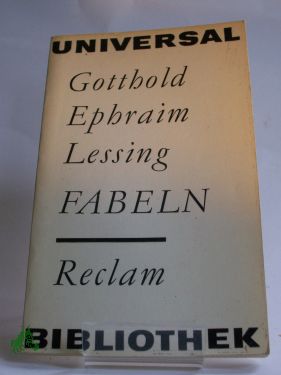 UNIVERSAL
Gotthold
Ephraim
Lessing
FABELN
Reclam
BIBLIOTHEK